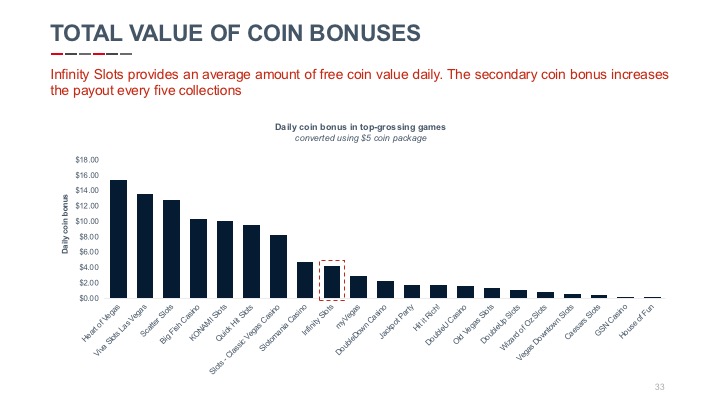 TOTAL VALUE OF COIN BONUSES
Infinity Slots provides an average amount of free coin value daily. The secondary coin bonus increases
the payout every five collections
Daily coin bonus in top-grossing games
converted using $5 coin package
Daily coin bonus
$18.00
$16.00
$14.00
$12.00
$10.00
$8.00
$6.00
$4.00
$2.00
$0.00
Heart of Vegas
Viva Slots Las Vegas
Scatter Slots
Big Fish Casino
KONAMI Slots
Quick Hit Slots
Slots - Classic Vegas Casino
Slotomania Casino
Infinity Slots
myVegas
DoubleDown Casino
Jackpot Party
Hit it Rich!
DoubleU Casino
Old Vegas Slots
DoubleUp Slots
Wizard of Oz Slots
Vegas Downtown Slots
Caesars Slots
GSN Casino
House of Fun
33